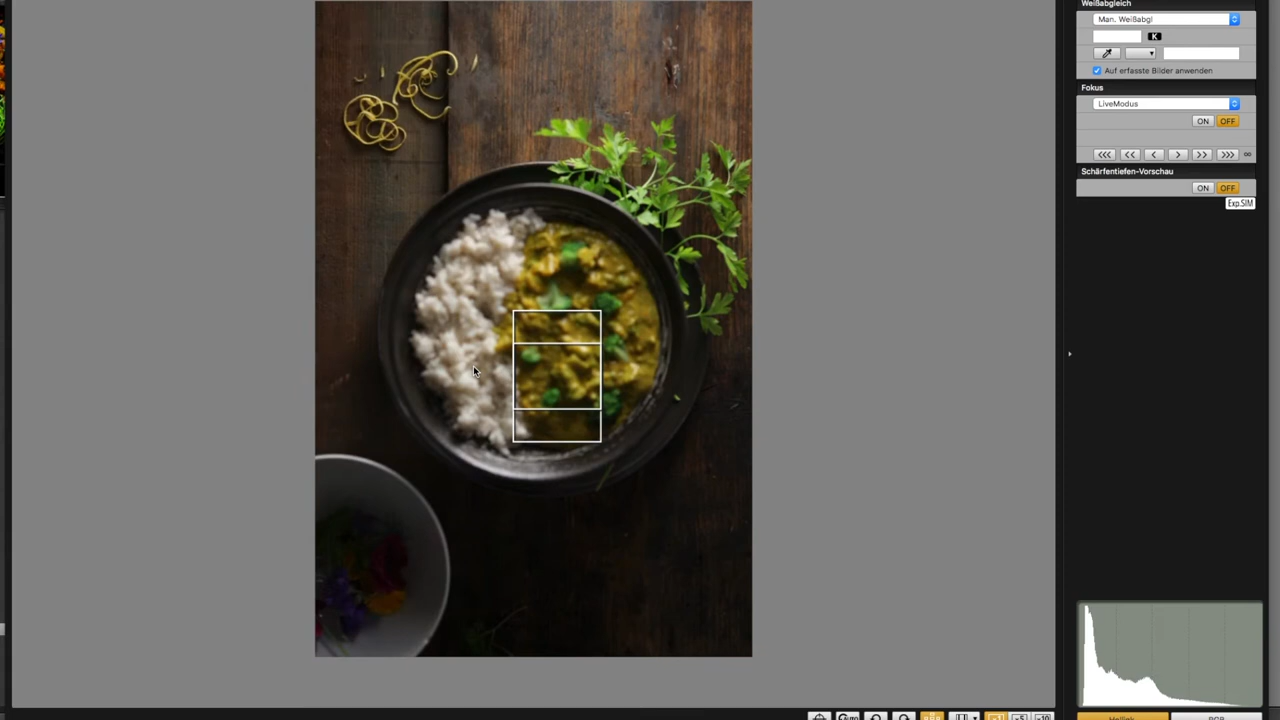 Weißabgleich
Man. Weißabgl
K
Auf erfasste Bilder anwenden
Fokus
LiveModus
ON OFF
Schärfentiefen-Vorschau
ON OFF
Exp.SIM